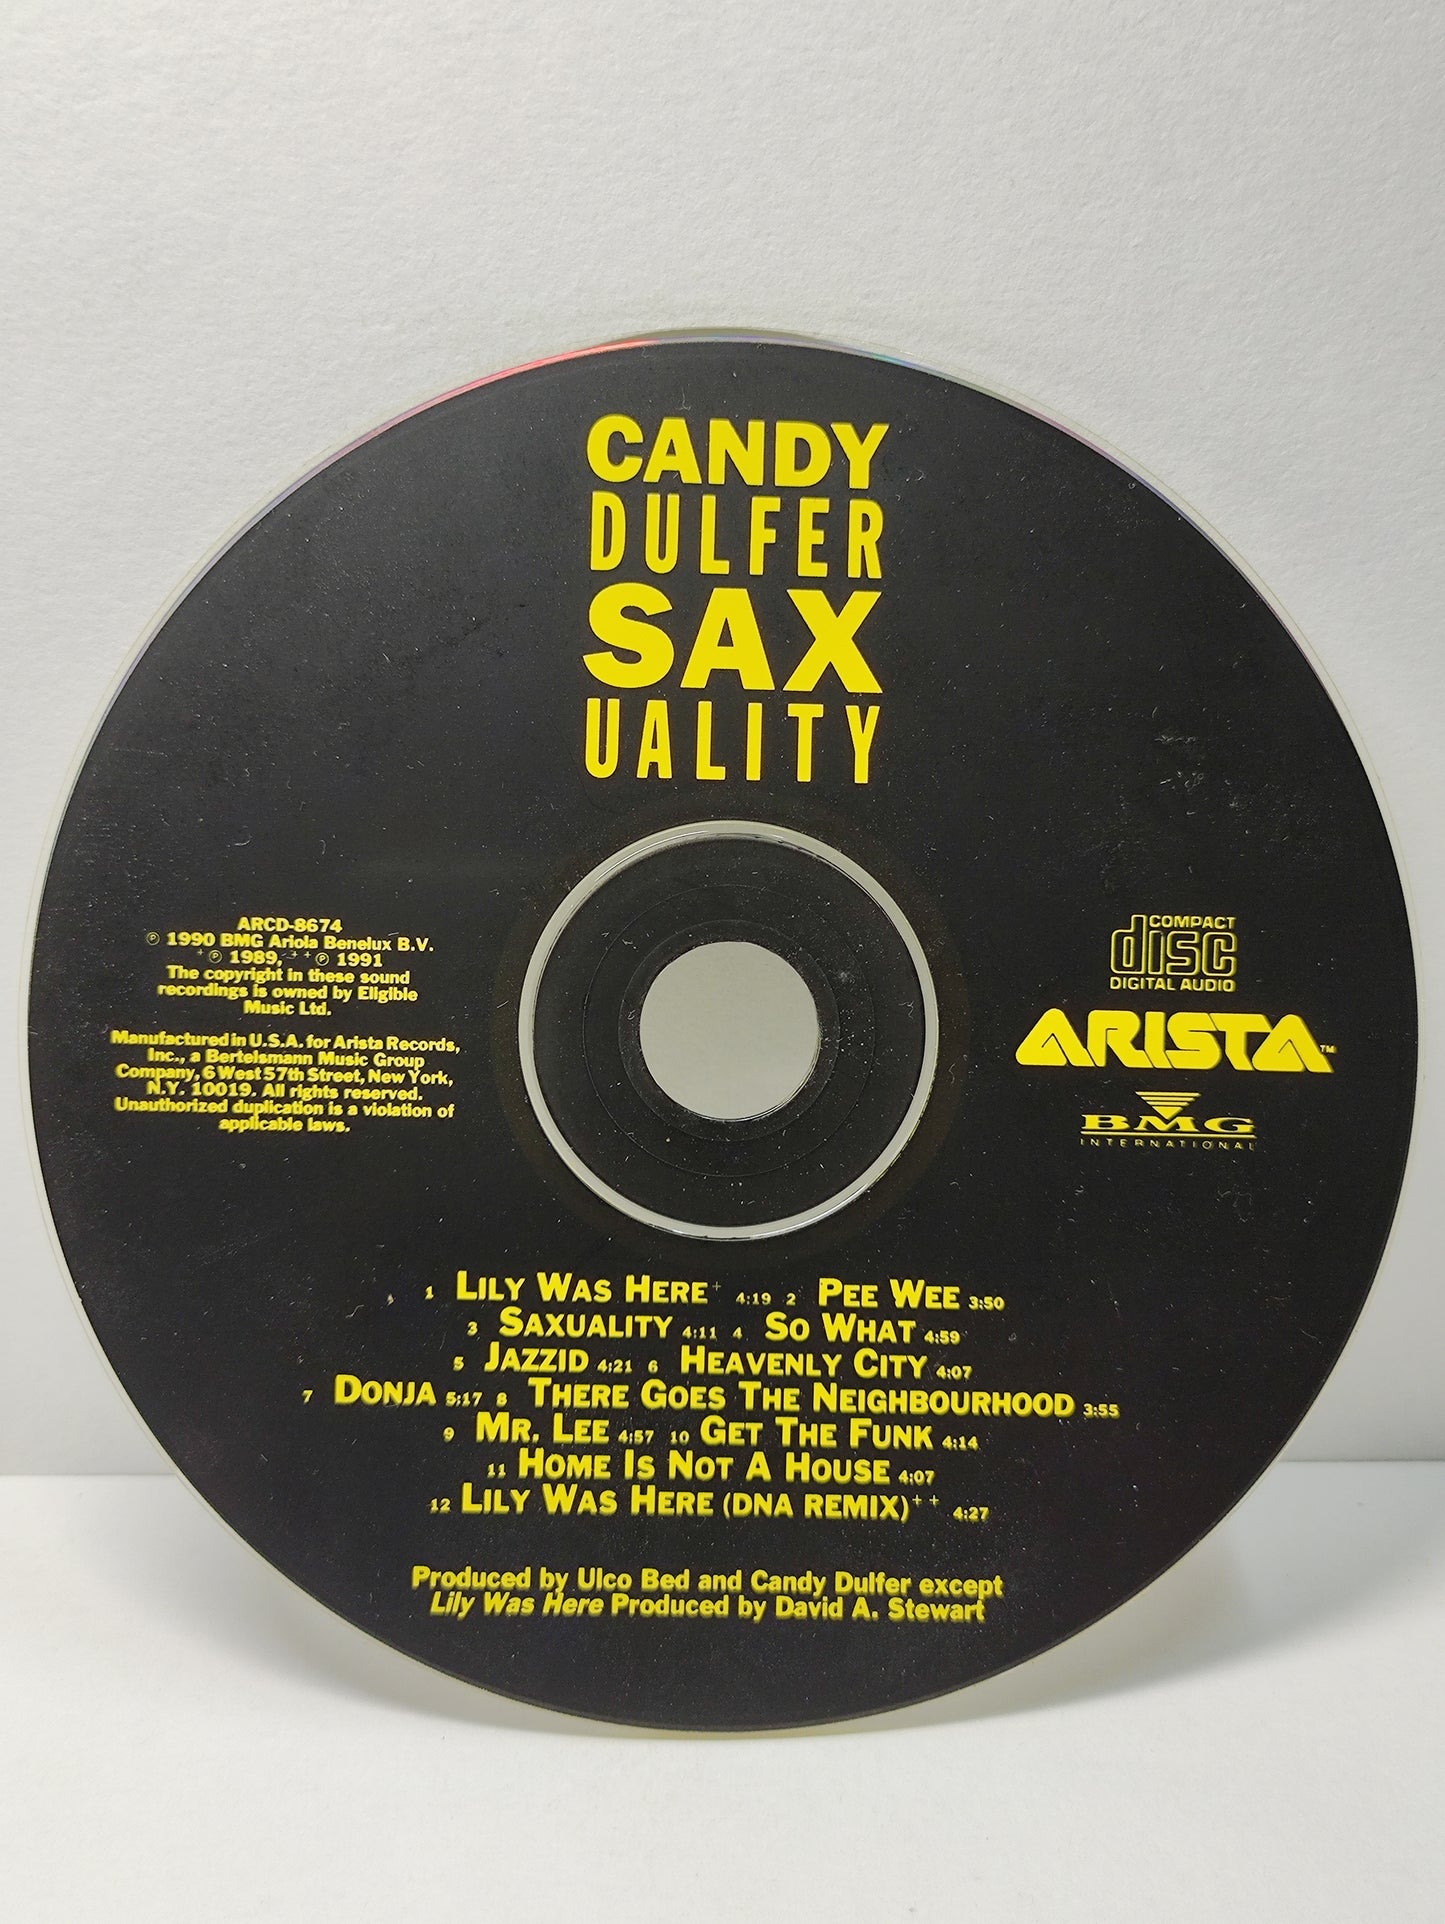 CANDY
DULFER
SAX
UALITY
ARCD-8674
℗ 1990 BMG Ariola Benelux B.V.
+ ℗ 1989, ++ ℗ 1991
The copyright in these sound
recordings is owned by Eligible
Music Ltd.
Manufactured in U.S.A. for Arista Records,
Inc., a Bertelsmann Music Group
Company, 6 West 57th Street, New York,
N.Y. 10019. All rights reserved.
Unauthorized duplication is a violation of
applicable laws.
COMPACT
disc
DIGITAL AUDIO
ARISTA™
BMG
INTERNATIONAL
1 LILY WAS HERE+ 4:19 2 PEE WEE 3:50
3 SAXUALITY 4:11 4 SO WHAT 4:59
5 JAZZID 4:21 6 HEAVENLY CITY 4:07
7 DONJA 5:17 8 THERE GOES THE NEIGHBOURHOOD 3:55
9 MR. LEE 4:57 10 GET THE FUNK 4:14
11 HOME IS NOT A HOUSE 4:07
12 LILY WAS HERE (DNA REMIX)++ 4:27
Produced by Ulco Bed and Candy Dulfer except
Lily Was Here Produced by David A. Stewart